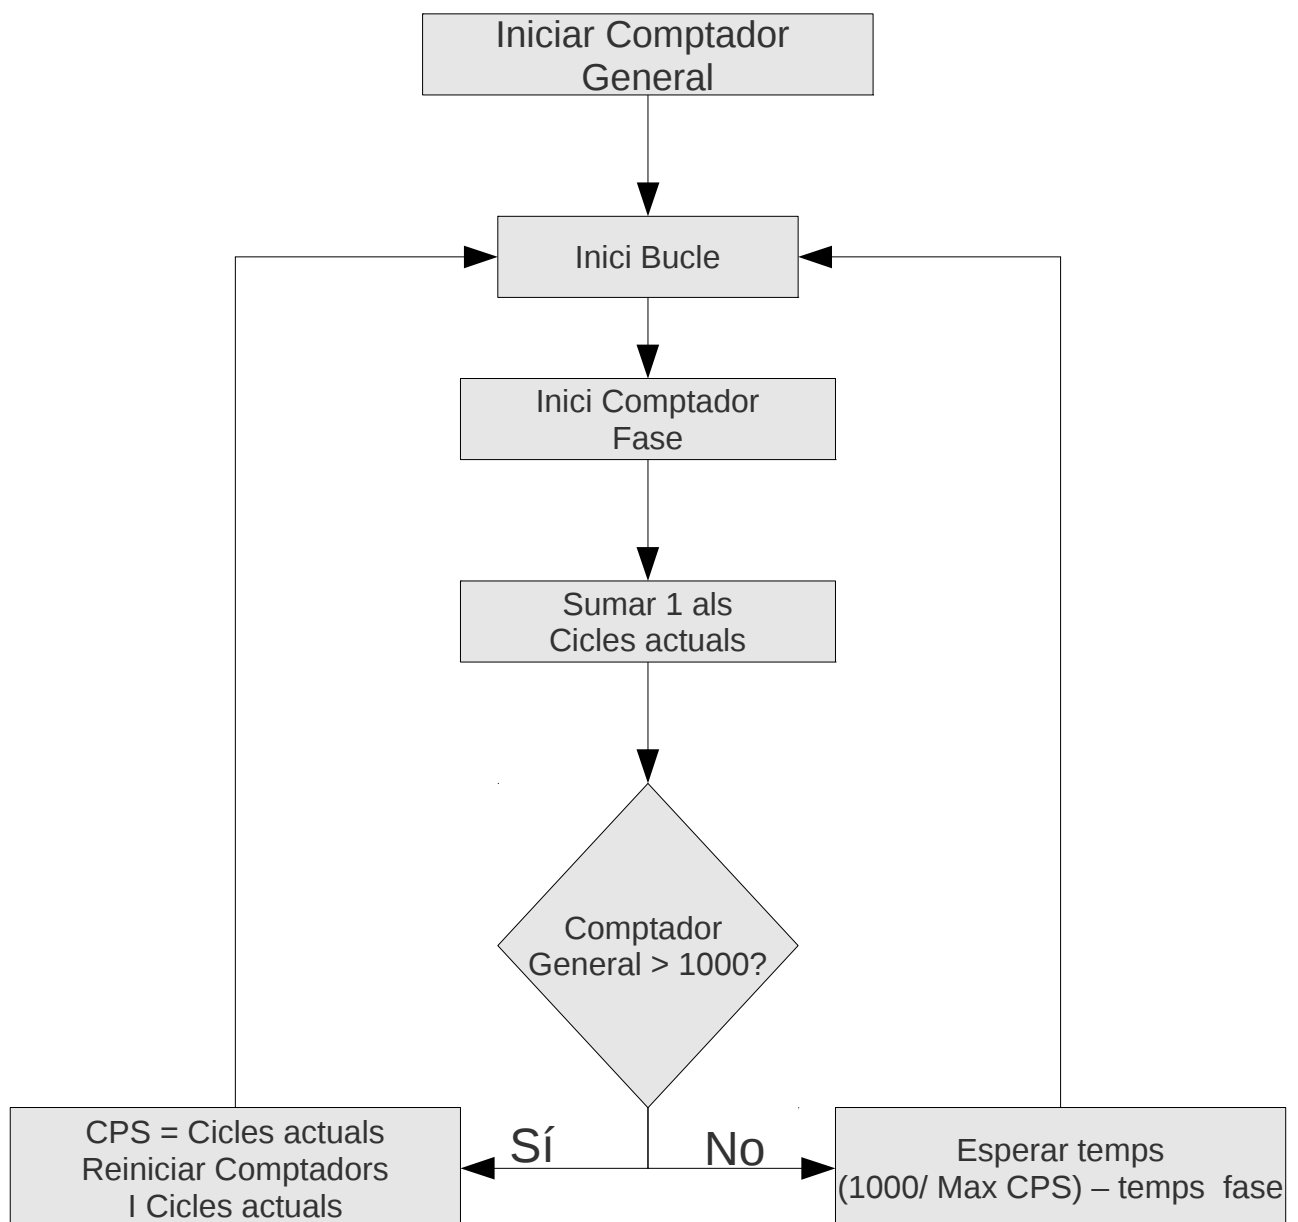 Iniciar Comptador
General
Inici Bucle
Inici Comptador
Fase
Sumar 1 als
Cicles actuals
Comptador
General > 1000?
Sí
No
CPS = Cicles actuals
Reiniciar Comptadors
I Cicles actuals
Esperar temps
(1000/ Max CPS) – temps  fase